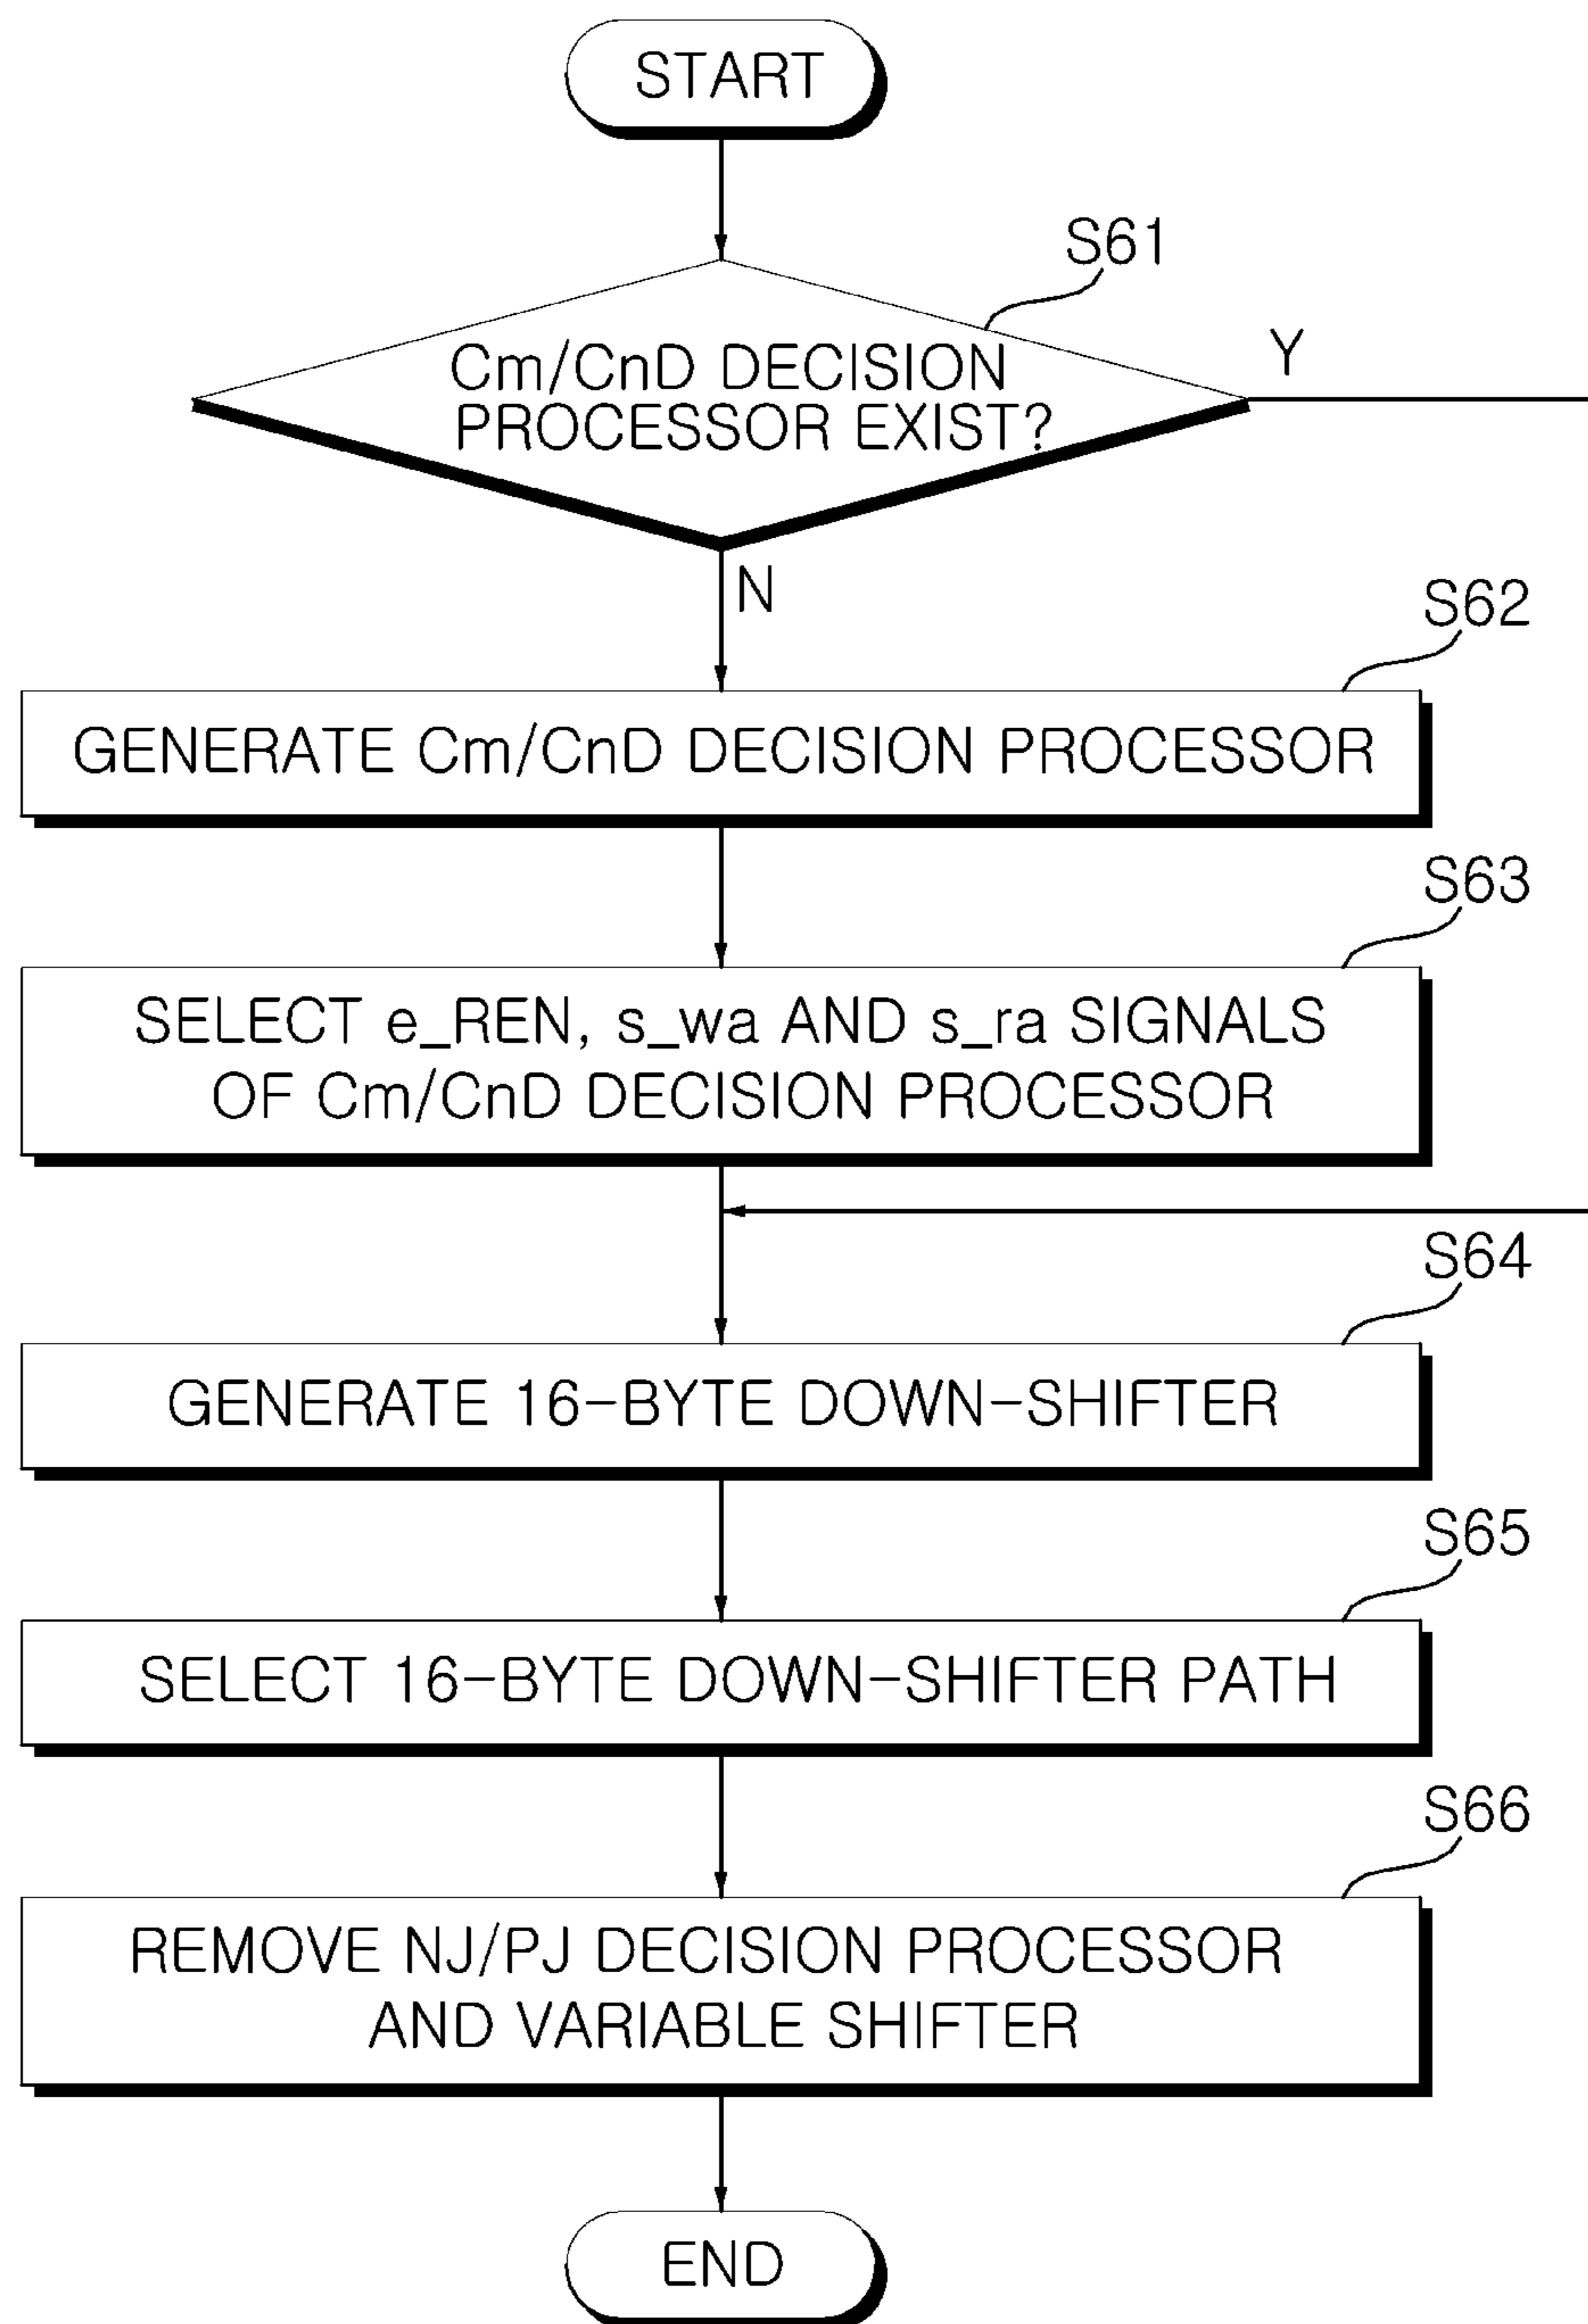 START
S61
Cm/CnD DECISION
PROCESSOR EXIST?
Y
N
S62
GENERATE Cm/CnD DECISION PROCESSOR
S63
SELECT e_REN, s_wa AND s_ra SIGNALS
OF Cm/CnD DECISION PROCESSOR
S64
GENERATE 16-BYTE DOWN-SHIFTER
S65
SELECT 16-BYTE DOWN-SHIFTER PATH
S66
REMOVE NJ/PJ DECISION PROCESSOR
AND VARIABLE SHIFTER
END